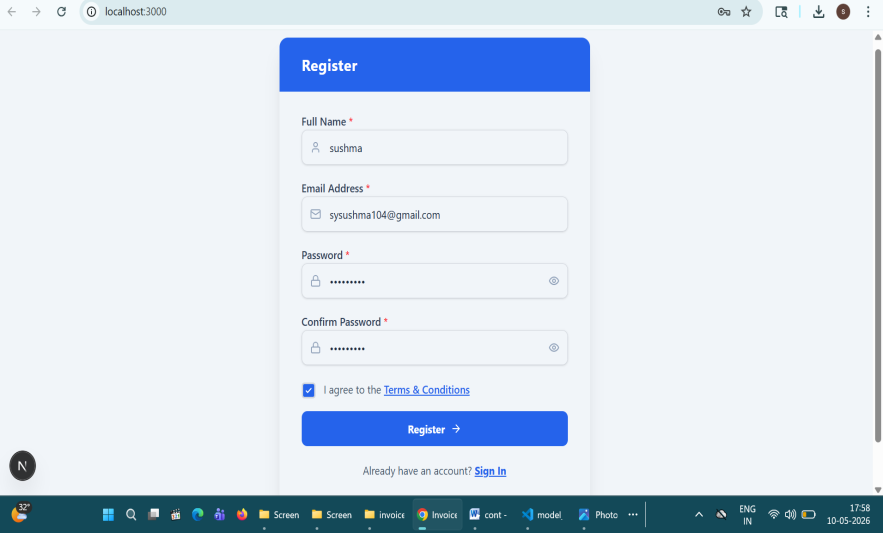 localhost:3000
S
Register
Full Name *
sushma
Email Address *
sysushma104@gmail.com
Password *
•••••••••
Confirm Password *
•••••••••
I agree to the Terms & Conditions
Register →
Already have an account? Sign In
N
32°
Screen
Screen
invoice
Invoice
cont -
model_
Photo
ENG
IN
17:58
10-05-2026